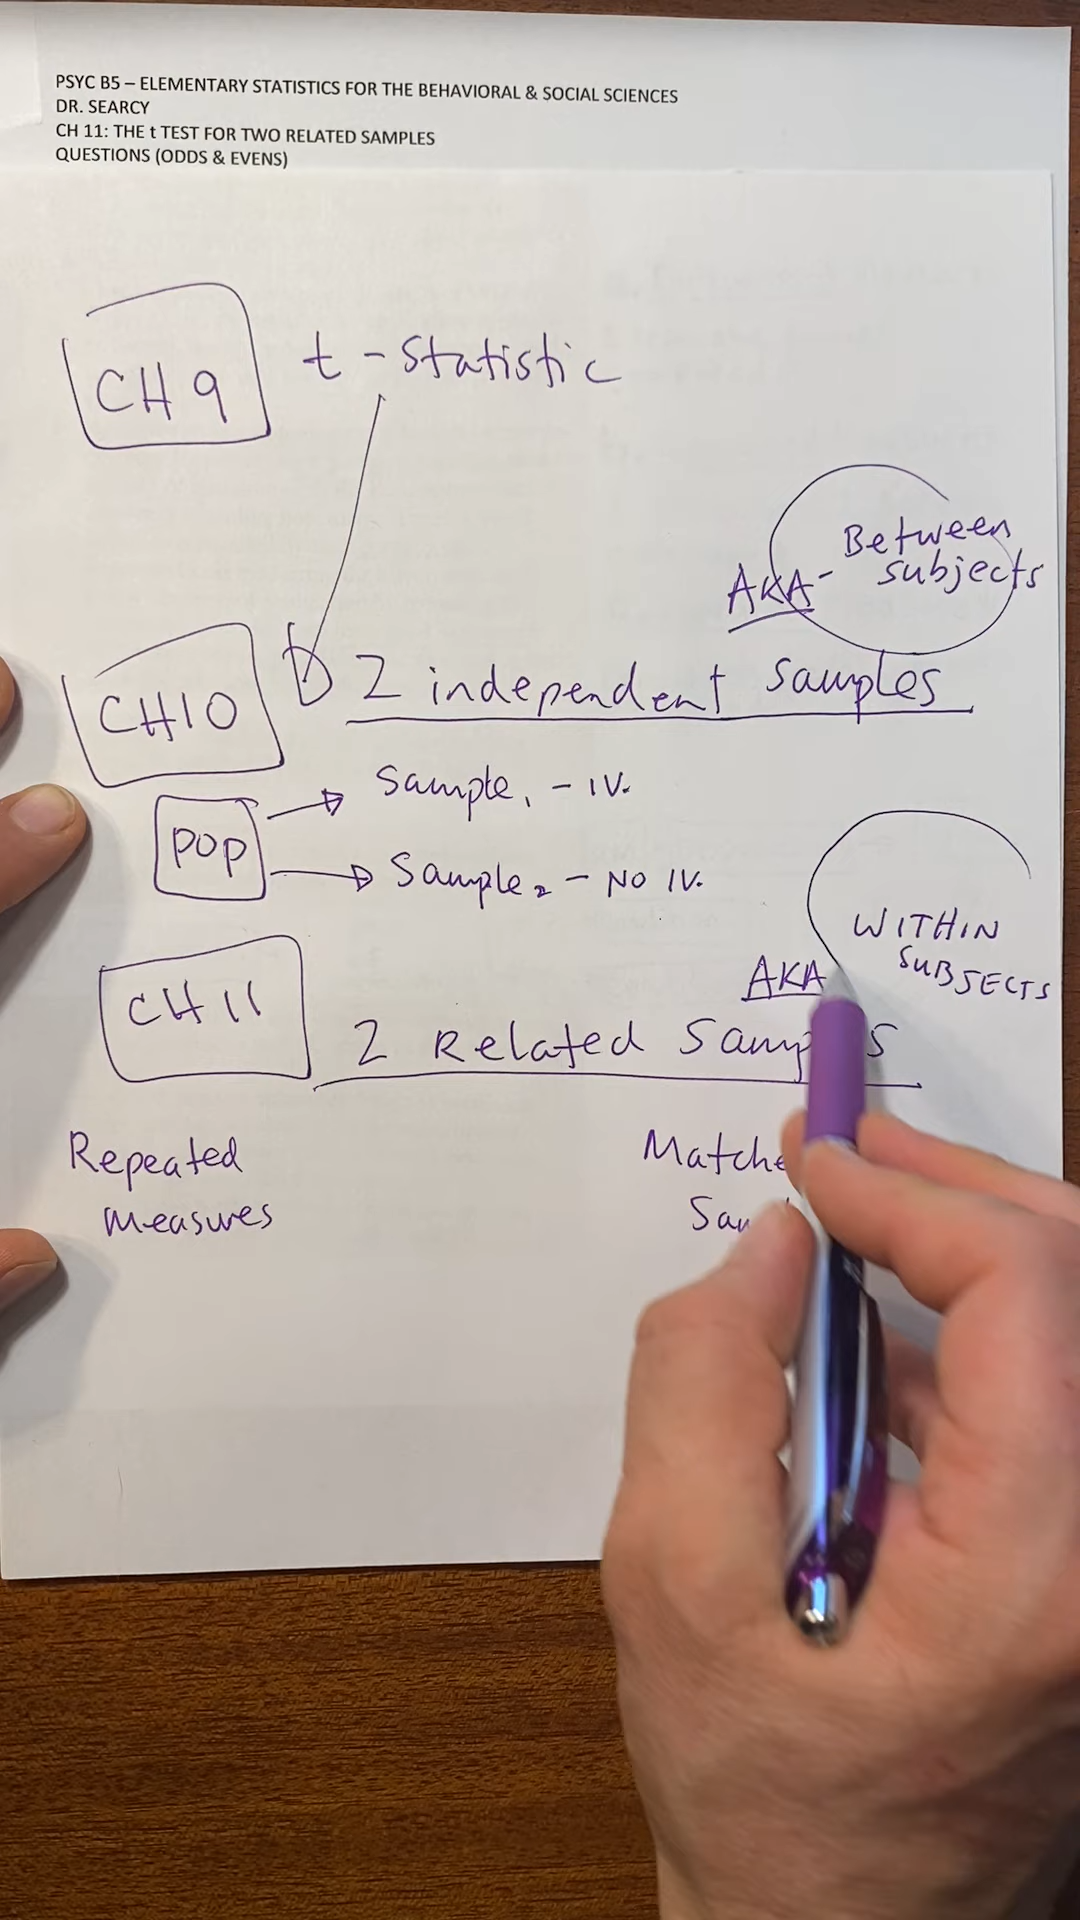 PSYC B5 – ELEMENTARY STATISTICS FOR THE BEHAVIORAL & SOCIAL SCIENCES
DR. SEARCY
CH 11: THE t TEST FOR TWO RELATED SAMPLES
QUESTIONS (ODDS & EVENS)
CH 9 t - Statistic
AKA - Between
subjects
CH10 2 independent samples
POP
Sample1 - IV.
Sample2 - NO IV.
WITHIN
SUBJECTS
AKA
CH 11
2 Related
Repeated
Measures